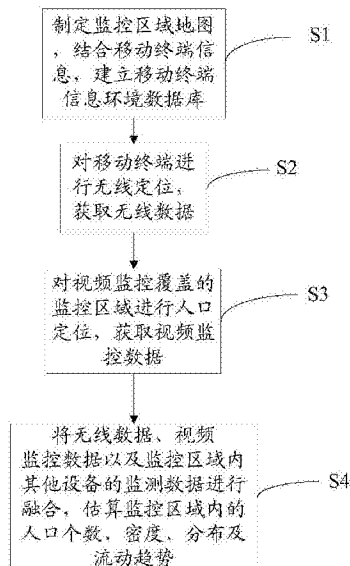 制定监控区域地图
，结合移动终端信
息，建立移动终端
信息环境数据库
S1
对移动终端进
行无线定位，
获取无线数据
S2
对视频监控覆盖的
监控区域进行人口
定位，获取视频监
控数据
S3
将无线数据、视频
监控数据以及监控区域内
其他设备的监测数据进行
融合，估算监控区域内的
人口个数、密度、分布及
流动趋势
S4